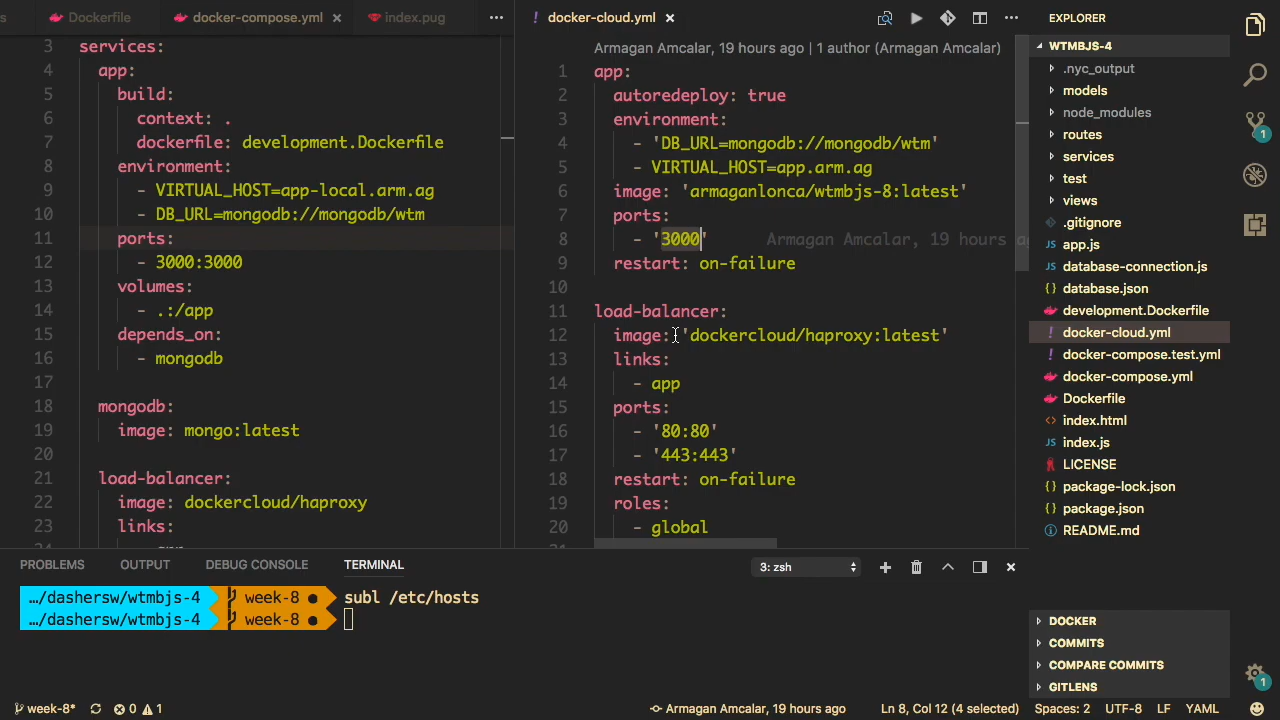 s
Dockerfile
docker-compose.yml
index.pug
3 services:
4 app:
5 build:
6 context: .
7 dockerfile: development.Dockerfile
8 environment:
9 - VIRTUAL_HOST=app-local.arm.ag
10 - DB_URL=mongodb://mongodb/wtm
11 ports:
12 - 3000:3000
13 volumes:
14 - .:/app
15 depends_on:
16 - mongodb
17
18 mongodb:
19 image: mongo:latest
20
21 load-balancer:
22 image: dockercloud/haproxy
23 links:
docker-cloud.yml
Armagan Amcalar, 19 hours ago | 1 author (Armagan Amcalar)
1 app:
2 autoredeploy: true
3 environment:
4 - 'DB_URL=mongodb://mongodb/wtm'
5 - VIRTUAL_HOST=app.arm.ag
6 image: 'armaganlonca/wtmbjs-8:latest'
7 ports:
8 - '3000' Armagan Amcalar, 19 hours ag
9 restart: on-failure
10
11 load-balancer:
12 image: 'dockercloud/haproxy:latest'
13 links:
14 - app
15 ports:
16 - '80:80'
17 - '443:443'
18 restart: on-failure
19 roles:
20 - global
EXPLORER
WTMBJS-4
.nyc_output
models
node_modules
routes
services
test
views
.gitignore
app.js
database-connection.js
database.json
development.Dockerfile
docker-cloud.yml
docker-compose.test.yml
docker-compose.yml
Dockerfile
index.html
index.js
LICENSE
package-lock.json
package.json
README.md
DOCKER
COMMITS
COMPARE COMMITS
GITLENS
1
1
PROBLEMS OUTPUT DEBUG CONSOLE TERMINAL
3: zsh
…/dashersw/wtmbjs-4 week-8 ● subl /etc/hosts
…/dashersw/wtmbjs-4 week-8 ●
week-8* 0 1 Armagan Amcalar, 19 hours ago Ln 8, Col 12 (4 selected) Spaces: 2 UTF-8 LF YAML